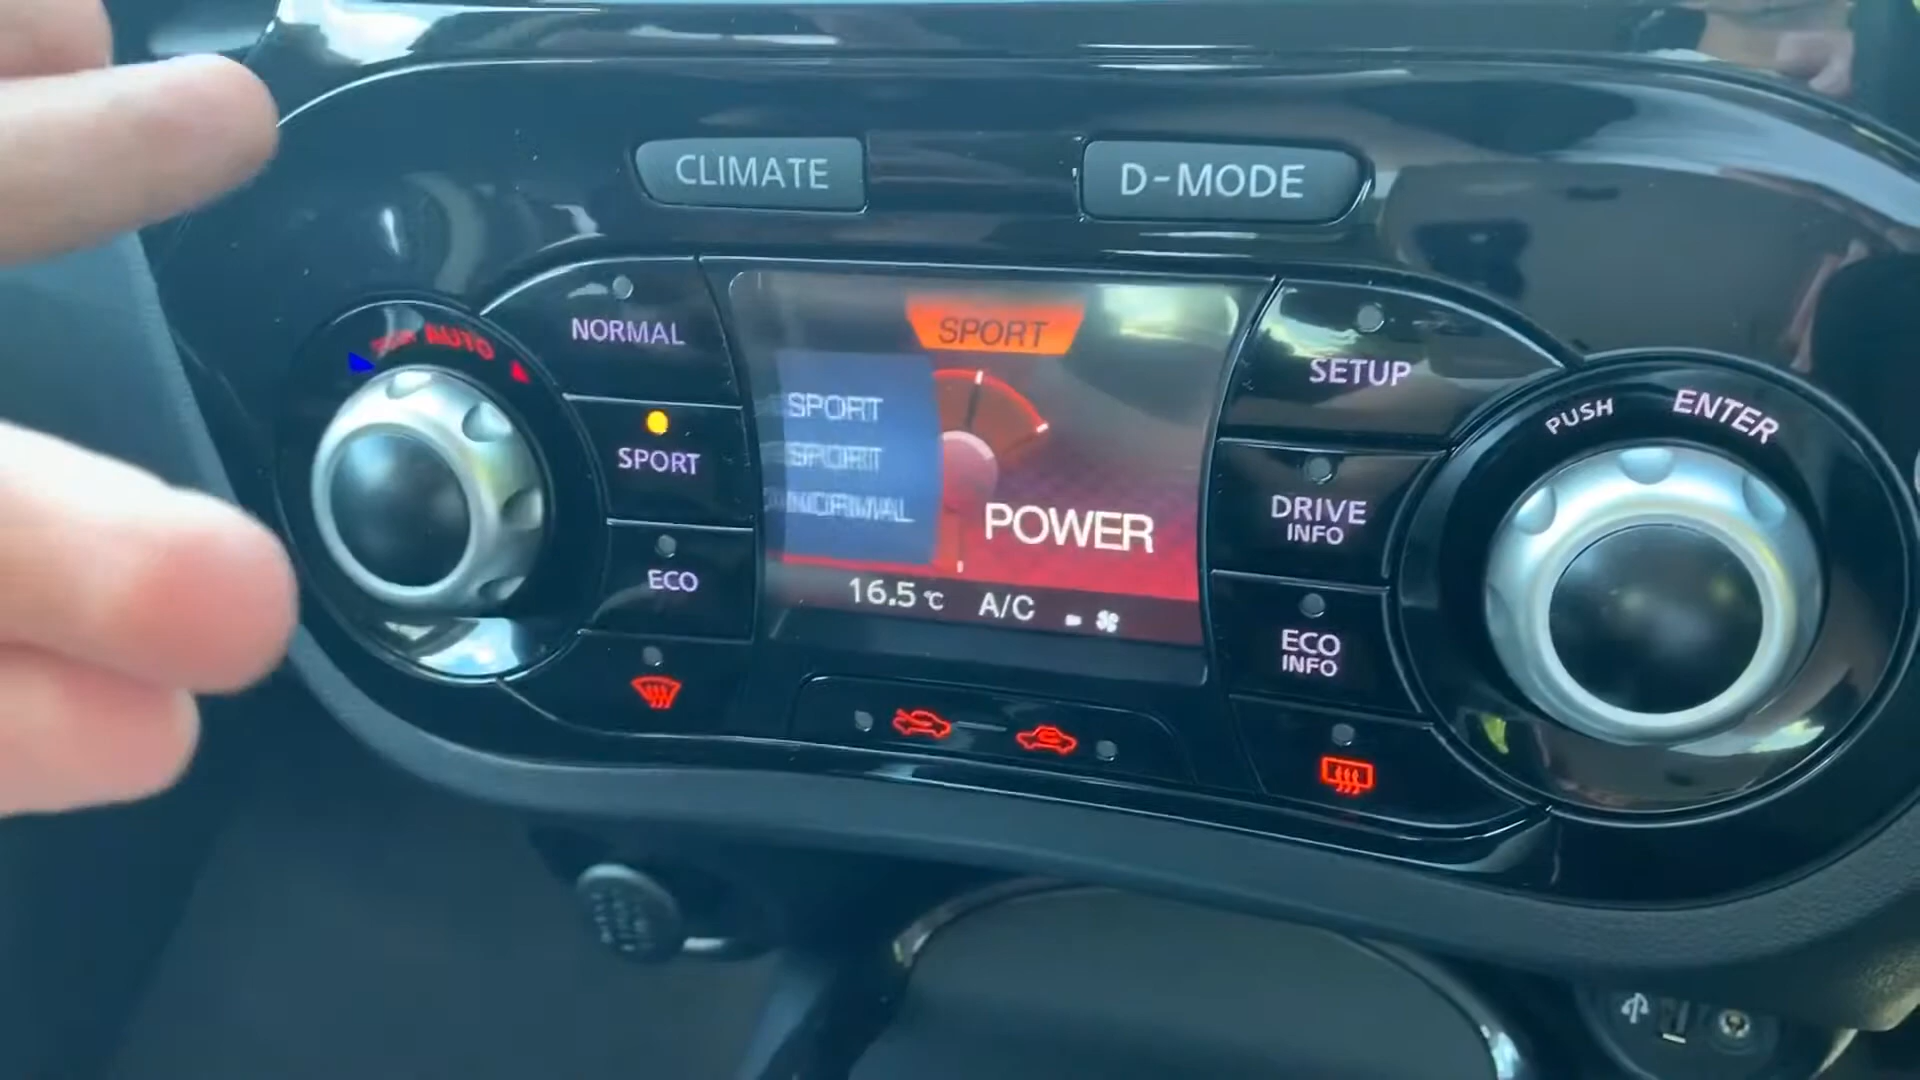 CLIMATE
D-MODE
AUTO
NORMAL
SPORT
ECO
SPORT
SPORT
SPORT
NORMAL
POWER
16.5 ℃ A/C
SETUP
DRIVE
INFO
ECO
INFO
PUSH ENTER